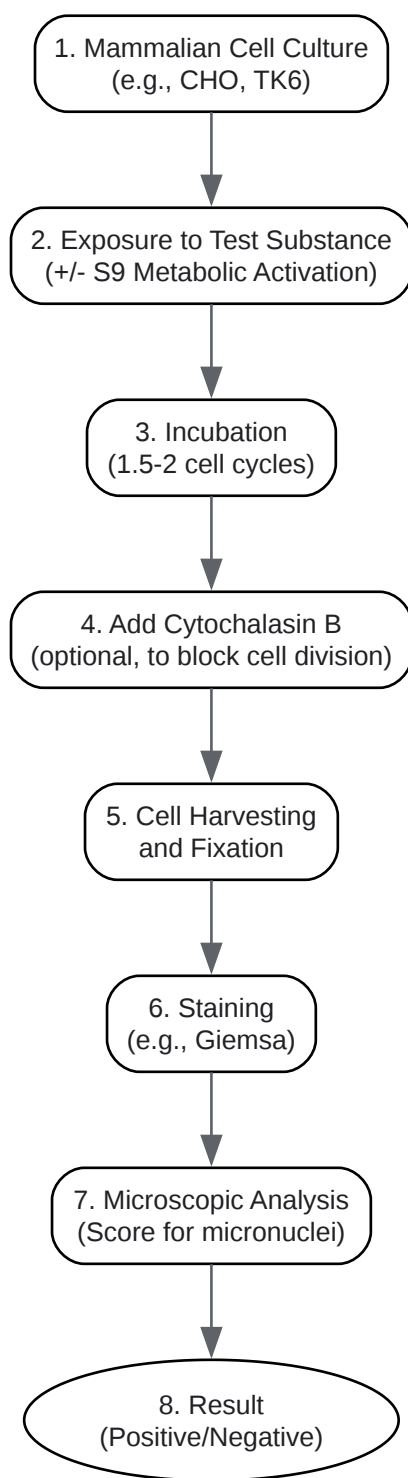 1. Mammalian Cell Culture
(e.g., CHO, TK6)
2. Exposure to Test Substance
(+/- S9 Metabolic Activation)
3. Incubation
(1.5-2 cell cycles)
4. Add Cytochalasin B
(optional, to block cell division)
5. Cell Harvesting
and Fixation
6. Staining
(e.g., Giemsa)
7. Microscopic Analysis
(Score for micronuclei)
8. Result
(Positive/Negative)